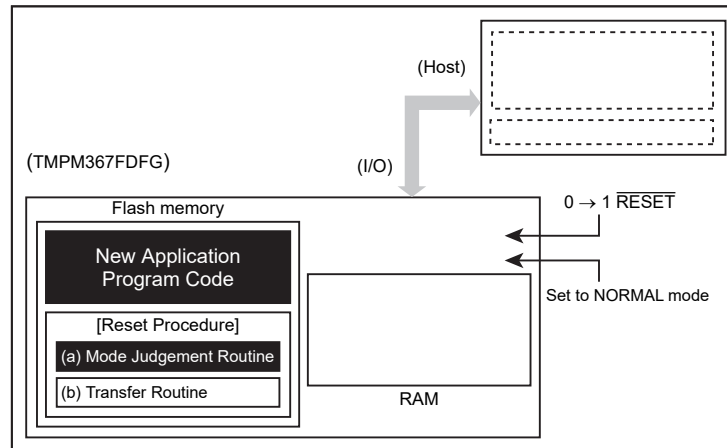 (Host)
(TMPM367FDFG)
(I/O)
0 → 1 RESET
Flash memory
New Application
Program Code
Set to NORMAL mode
[Reset Procedure]
(a) Mode Judgement Routine
(b) Transfer Routine
RAM